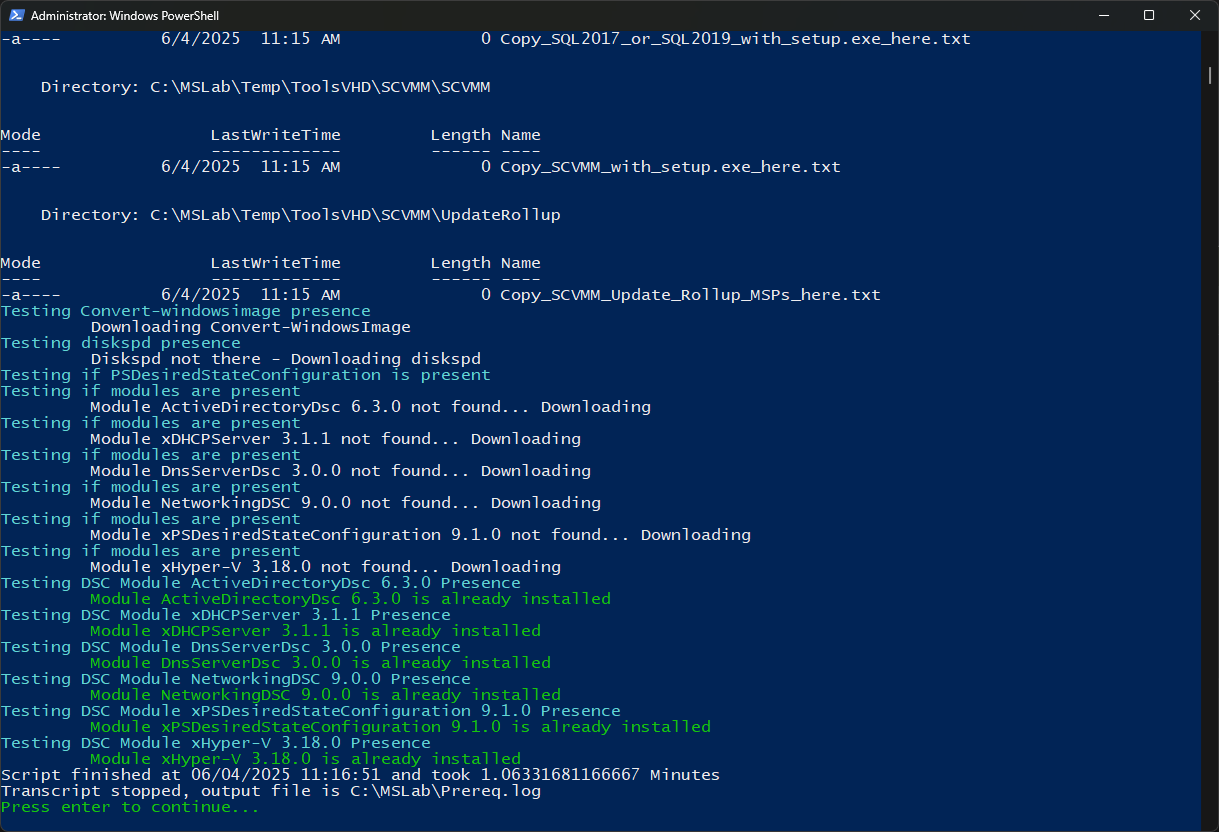 Administrator: Windows PowerShell
-a---- 6/4/2025 11:15 AM 0 Copy_SQL2017_or_SQL2019_with_setup.exe_here.txt
Directory: C:\MSLab\Temp\ToolsVHD\SCVMM\SCVMM
Mode LastWriteTime Length Name
---- ------------- ------ ----
-a---- 6/4/2025 11:15 AM 0 Copy_SCVMM_with_setup.exe_here.txt
Directory: C:\MSLab\Temp\ToolsVHD\SCVMM\UpdateRollup
Mode LastWriteTime Length Name
---- ------------- ------ ----
-a---- 6/4/2025 11:15 AM 0 Copy_SCVMM_Update_Rollup_MSPs_here.txt
Testing Convert-windowsimage presence
Downloading Convert-WindowsImage
Testing diskspd presence
Diskspd not there - Downloading diskspd
Testing if PSDesiredStateConfiguration is present
Testing if modules are present
Module ActiveDirectoryDsc 6.3.0 not found... Downloading
Testing if modules are present
Module xDHCPServer 3.1.1 not found... Downloading
Testing if modules are present
Module DnsServerDsc 3.0.0 not found... Downloading
Testing if modules are present
Module NetworkingDSC 9.0.0 not found... Downloading
Testing if modules are present
Module xPSDesiredStateConfiguration 9.1.0 not found... Downloading
Testing if modules are present
Module xHyper-V 3.18.0 not found... Downloading
Testing DSC Module ActiveDirectoryDsc 6.3.0 Presence
Module ActiveDirectoryDsc 6.3.0 is already installed
Testing DSC Module xDHCPServer 3.1.1 Presence
Module xDHCPServer 3.1.1 is already installed
Testing DSC Module DnsServerDsc 3.0.0 Presence
Module DnsServerDsc 3.0.0 is already installed
Testing DSC Module NetworkingDSC 9.0.0 Presence
Module NetworkingDSC 9.0.0 is already installed
Testing DSC Module xPSDesiredStateConfiguration 9.1.0 Presence
Module xPSDesiredStateConfiguration 9.1.0 is already installed
Testing DSC Module xHyper-V 3.18.0 Presence
Module xHyper-V 3.18.0 is already installed
Script finished at 06/04/2025 11:16:51 and took 1.06331681166667 Minutes
Transcript stopped, output file is C:\MSLab\Prereq.log
Press enter to continue...